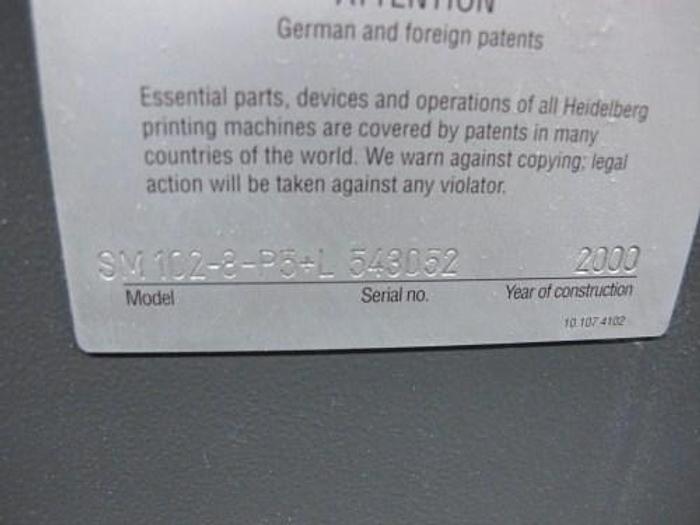 ATTENTION
German and foreign patents
Essential parts, devices and operations of all Heidelberg
printing machines are covered by patents in many
countries of the world. We warn against copying; legal
action will be taken against any violator.
SM 102-8-P5+L 543052 2000
Model Serial no. Year of construction
10.107 4102